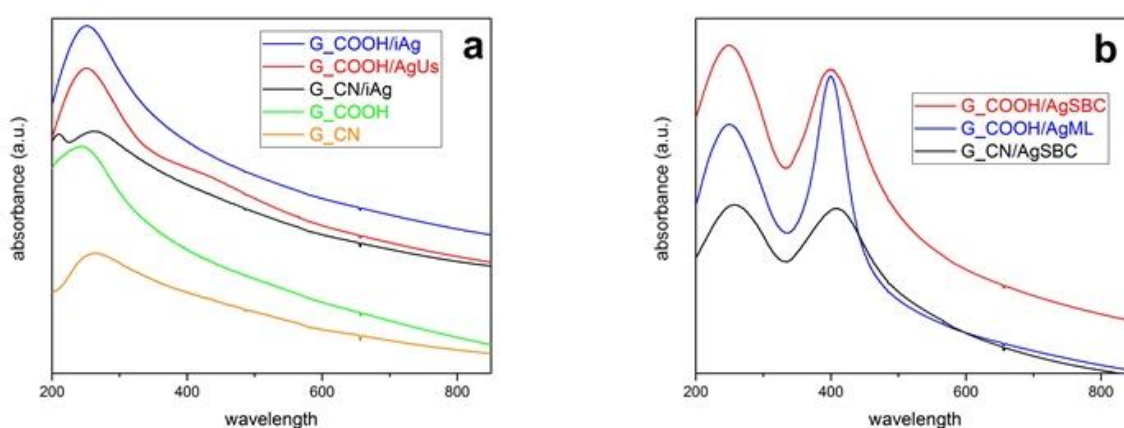 a
G_COOH/iAg
G_COOH/AgUs
G_CN/iAg
G_COOH
G_CN
absorbance (a.u.)
200
400
600
800
wavelength
b
G_COOH/AgSBC
G_COOH/AgML
G_CN/AgSBC
absorbance (a.u.)
200
400
600
800
wavelength